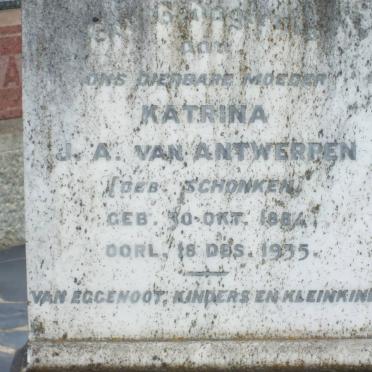 AAN
ONS DIERBARE MOEDER
KATRINA
J. A. VAN ANTWERPEN
(GEB SCHONKEN)
GEB. 30 OKT. 1884
OORL. 18 DES. 1935.
VAN EGGENOOT, KINDERS EN KLEINKIND